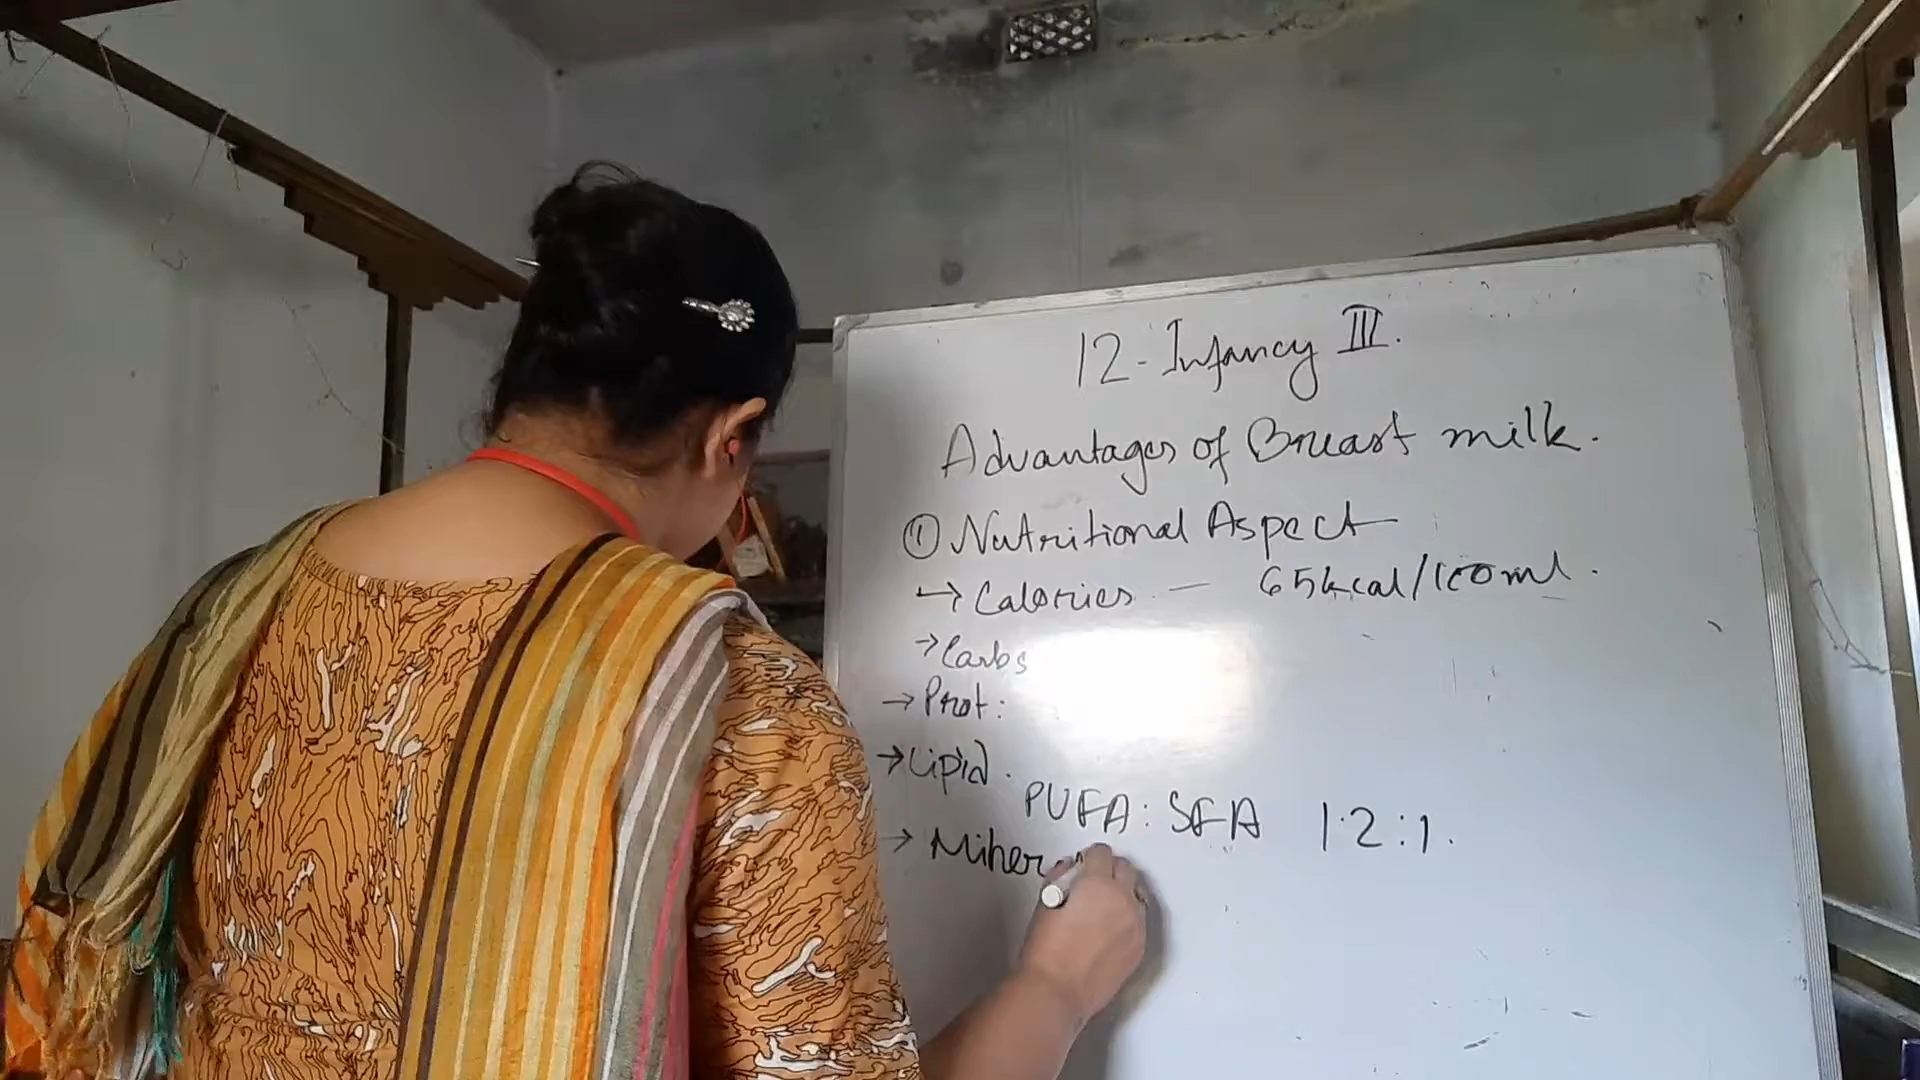 12 - Infancy III.
Advantages of Breast milk.
① Nutritional Aspect
→ Calories - 65kcal/100ml.
→ Carbs
→ Prot:
→ Lipid.
PUFA : SFA 1.2 : 1.
→ Miner